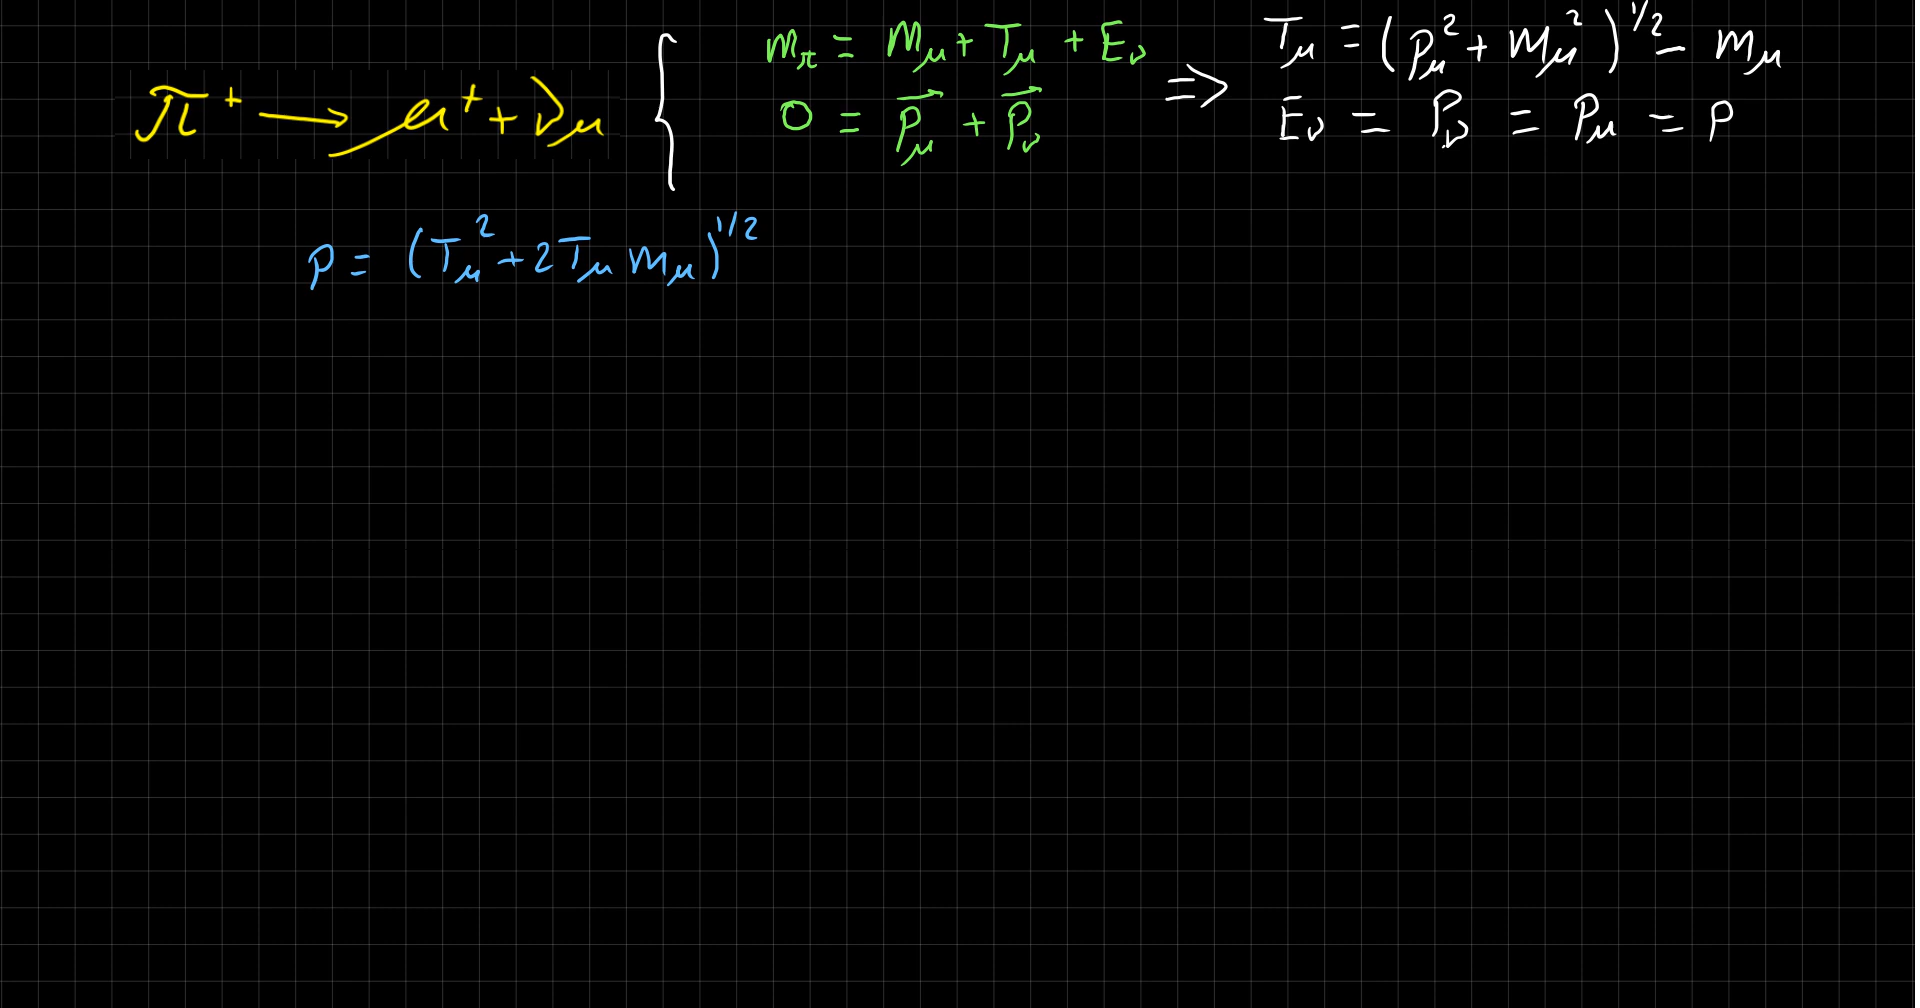 π⁺ → μ⁺ + ν_μ { m_π = m_μ + T_μ + E_ν ⇒ T_μ = (p_μ² + m_μ²)^{1/2} − m_μ
0 = p⃗_μ + p⃗_ν E_ν = p_ν = p_μ = p
p = (T_μ² + 2T_μ m_μ)^{1/2}